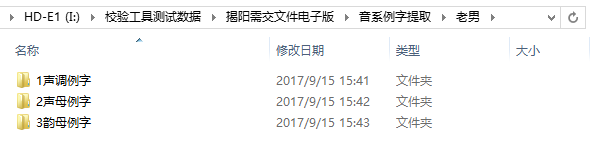 HD-E1 (I:) > 校验工具测试数据 > 揭阳需交文件电子版 > 音系例字提取 > 老男 >
名称 修改日期 类型 大小
1声调例字 2017/9/15 15:41 文件夹
2声母例字 2017/9/15 15:42 文件夹
3韵母例字 2017/9/15 15:43 文件夹